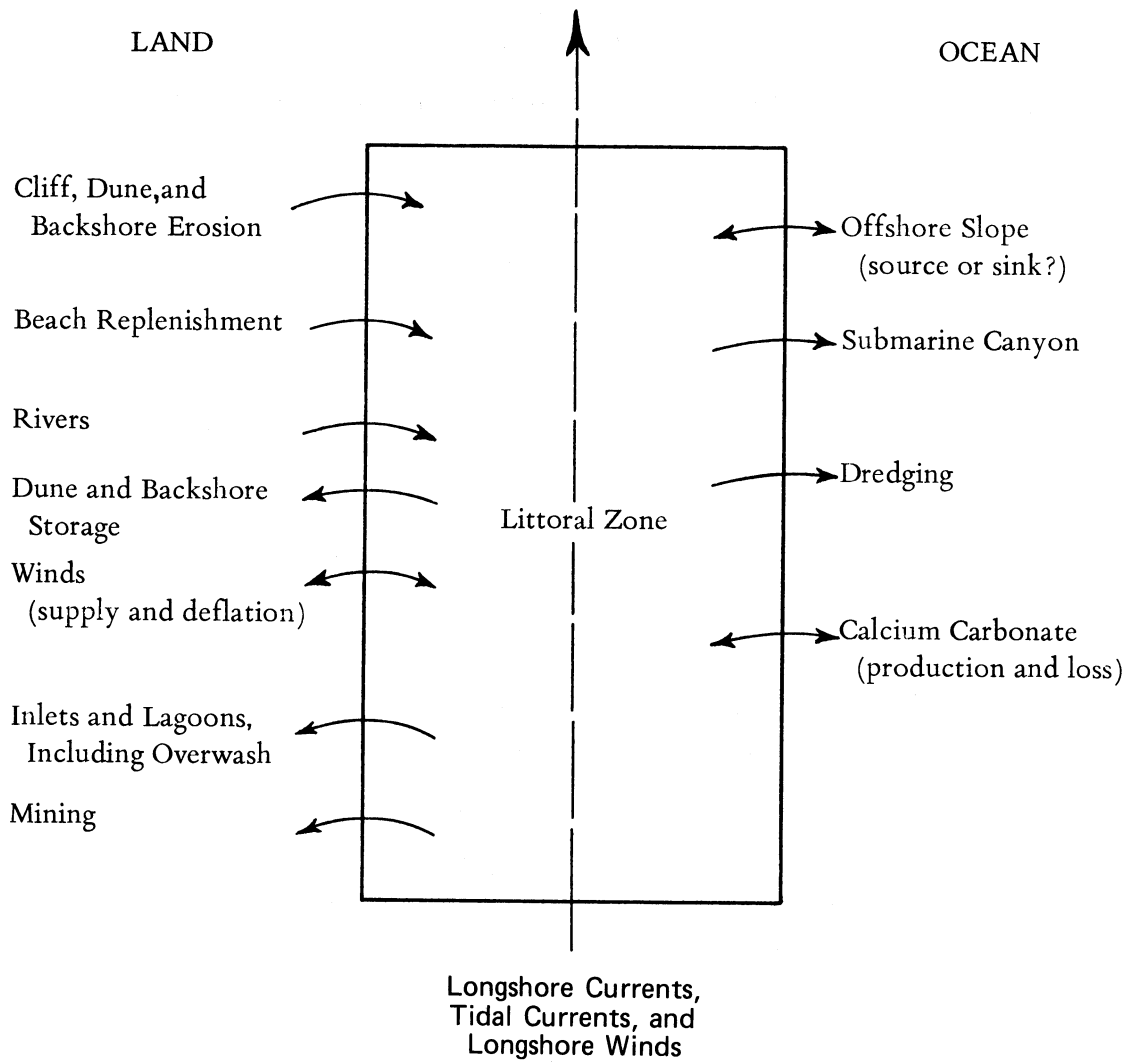 LAND
OCEAN
Cliff, Dune, and
Backshore Erosion
Beach Replenishment
Rivers
Dune and Backshore
Storage
Winds
(supply and deflation)
Inlets and Lagoons,
Including Overwash
Mining
Littoral Zone
Offshore Slope
(source or sink?)
Submarine Canyon
Dredging
Calcium Carbonate
(production and loss)
Longshore Currents,
Tidal Currents, and
Longshore Winds